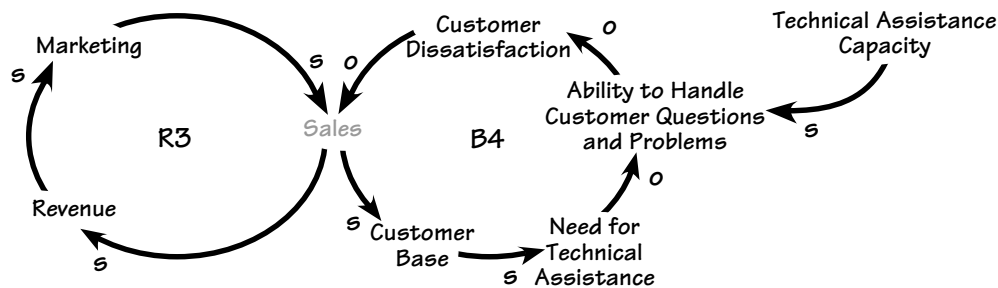 Marketing
s
s
R3
Sales
Revenue
s
Customer
Dissatisfaction
o
o
B4
s
Customer
Base
s
Need for
Technical
Assistance
o
Ability to Handle
Customer Questions
and Problems
Technical Assistance
Capacity
s